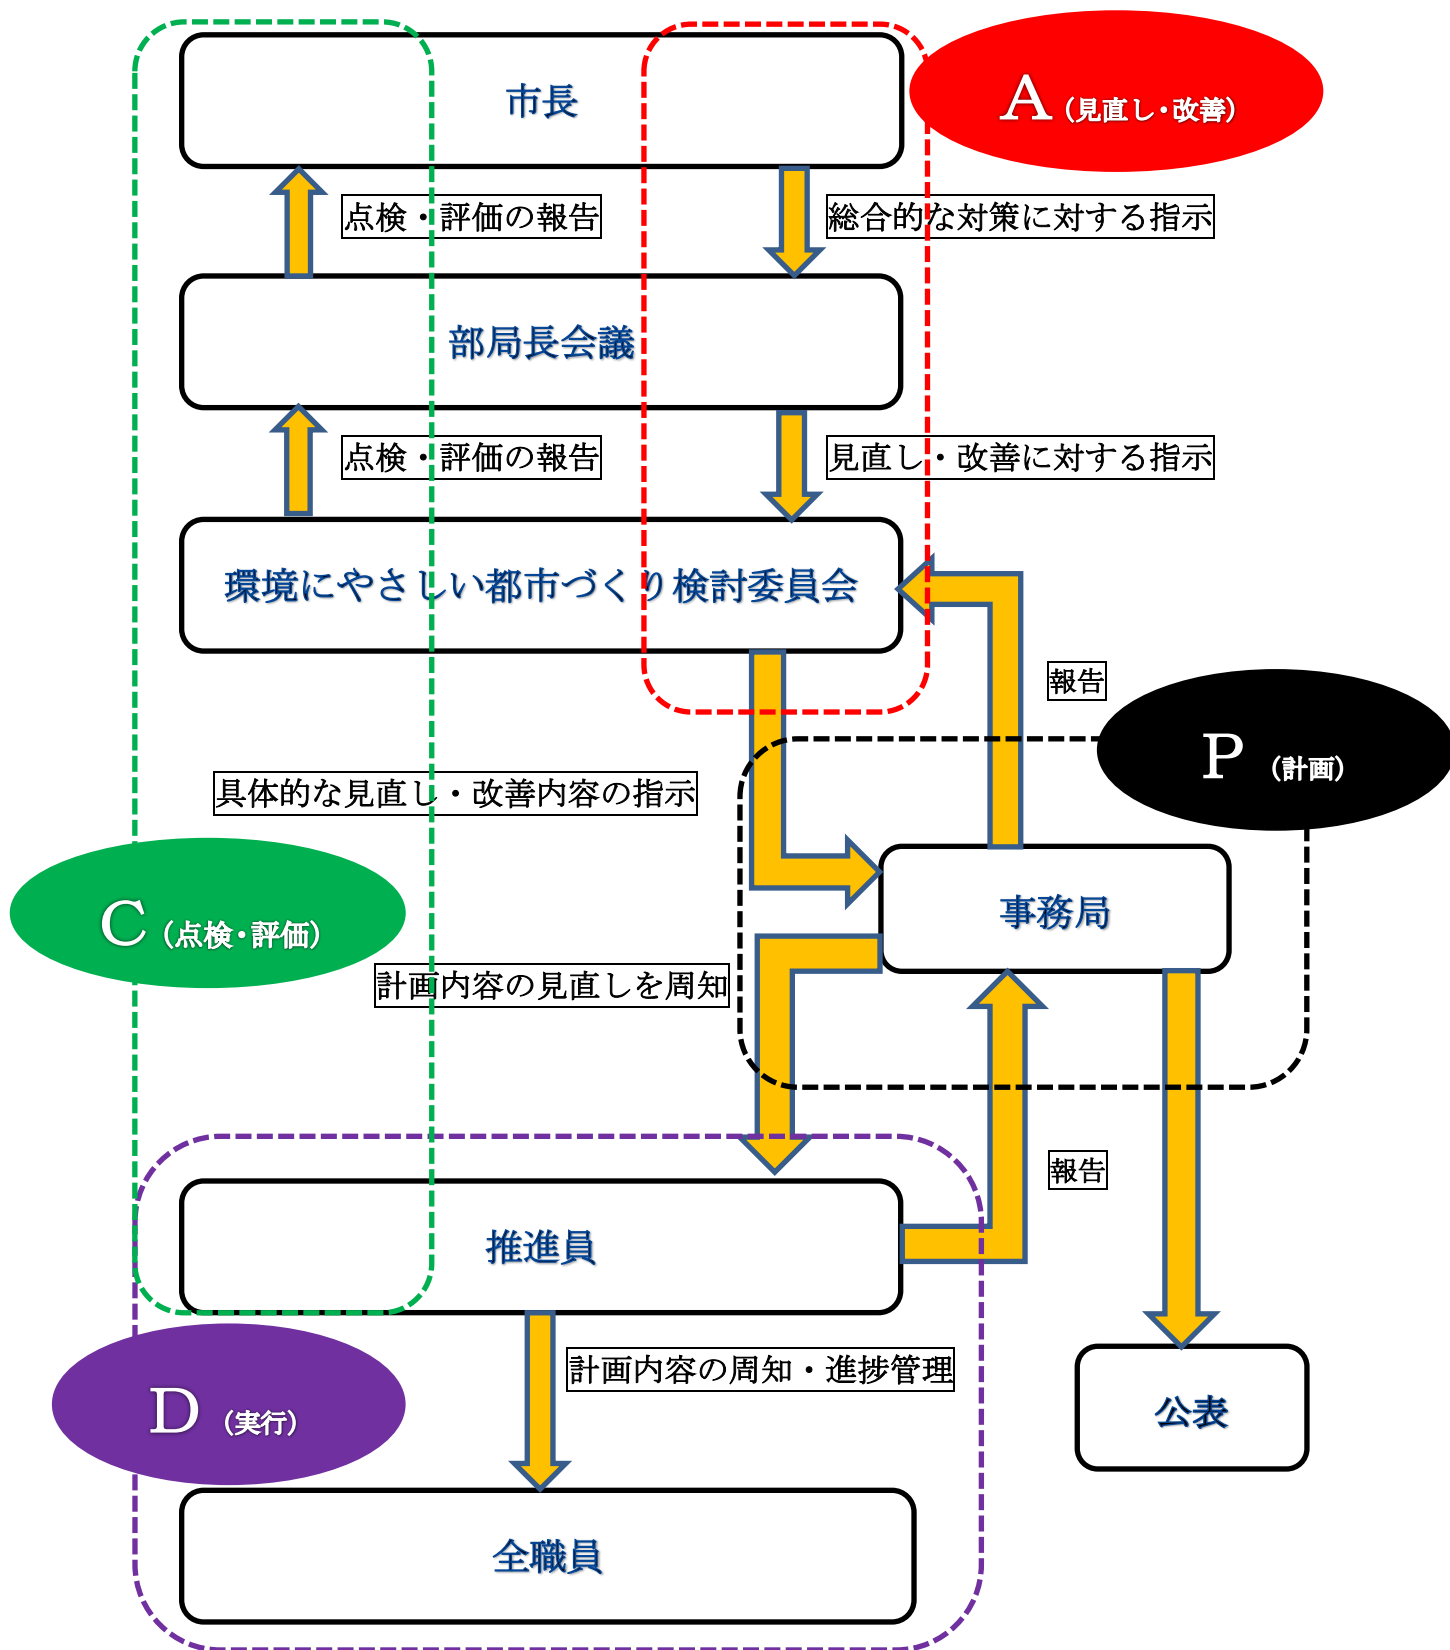 市長
A（見直し・改善）
点検・評価の報告
総合的な対策に対する指示
部局長会議
点検・評価の報告
見直し・改善に対する指示
環境にやさしい都市づくり検討委員会
報告
P（計画）
具体的な見直し・改善内容の指示
事務局
C（点検・評価）
計画内容の見直しを周知
報告
推進員
計画内容の周知・進捗管理
D（実行）
公表
全職員